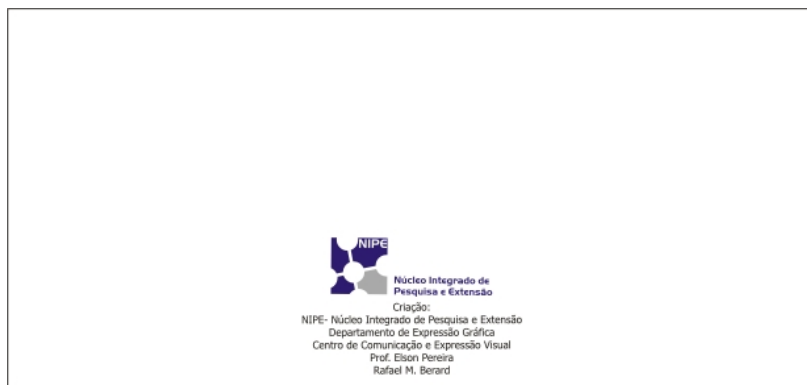 NIPE
Núcleo Integrado de
Pesquisa e Extensão
Criação:
NIPE- Núcleo Integrado de Pesquisa e Extensão
Departamento de Expressão Gráfica
Centro de Comunicação e Expressão Visual
Prof. Elson Pereira
Rafael M. Berard